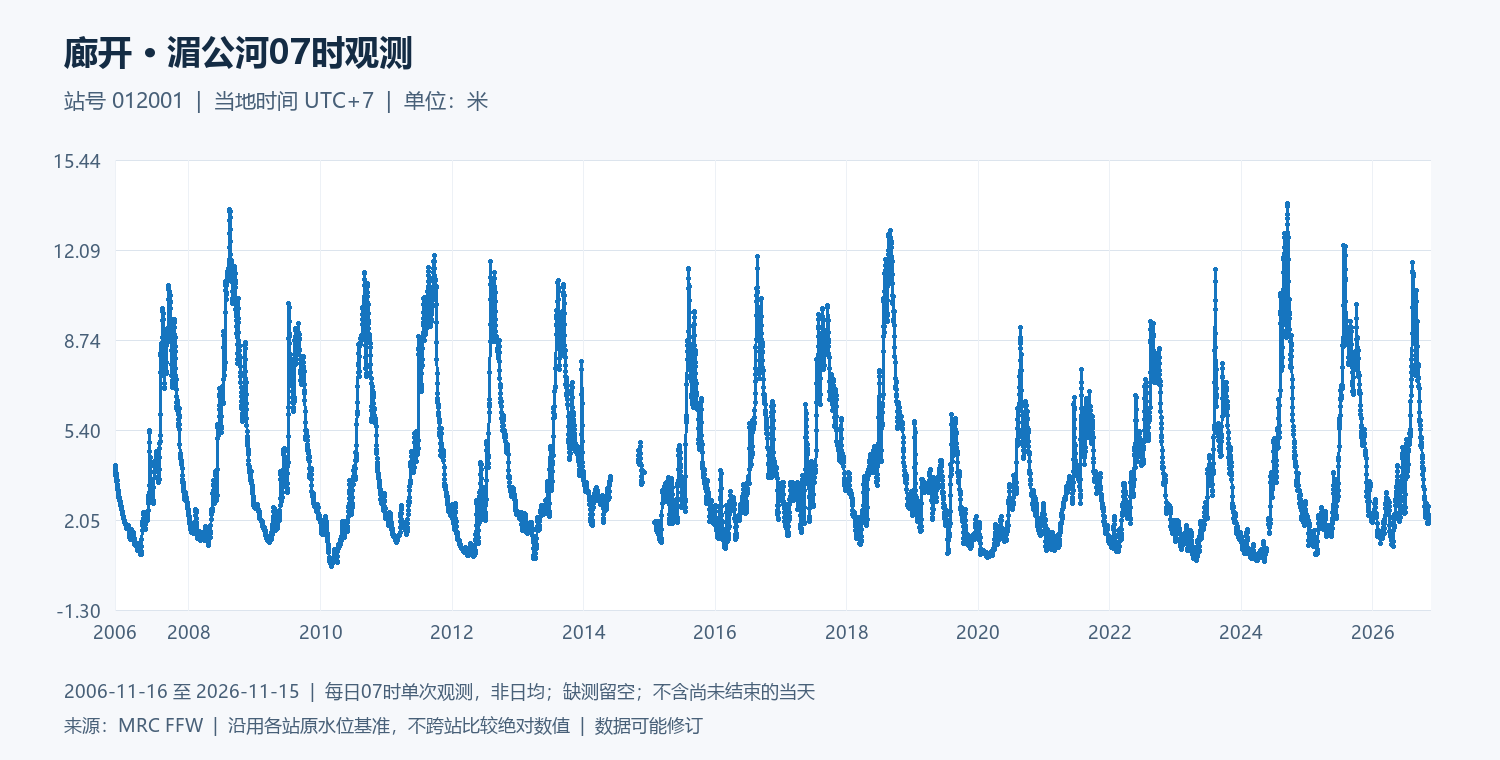 廊开・湄公河07时观测
站号 012001 | 当地时间 UTC+7 | 单位：米
15.44
12.09
8.74
5.40
2.05
-1.30
2006 2008 2010 2012 2014 2016 2018 2020 2022 2024 2026
2006-11-16 至 2026-11-15 | 每日07时单次观测，非日均；缺测留空；不含尚未结束的当天
来源：MRC FFW | 沿用各站原水位基准，不跨站比较绝对数值 | 数据可能修订